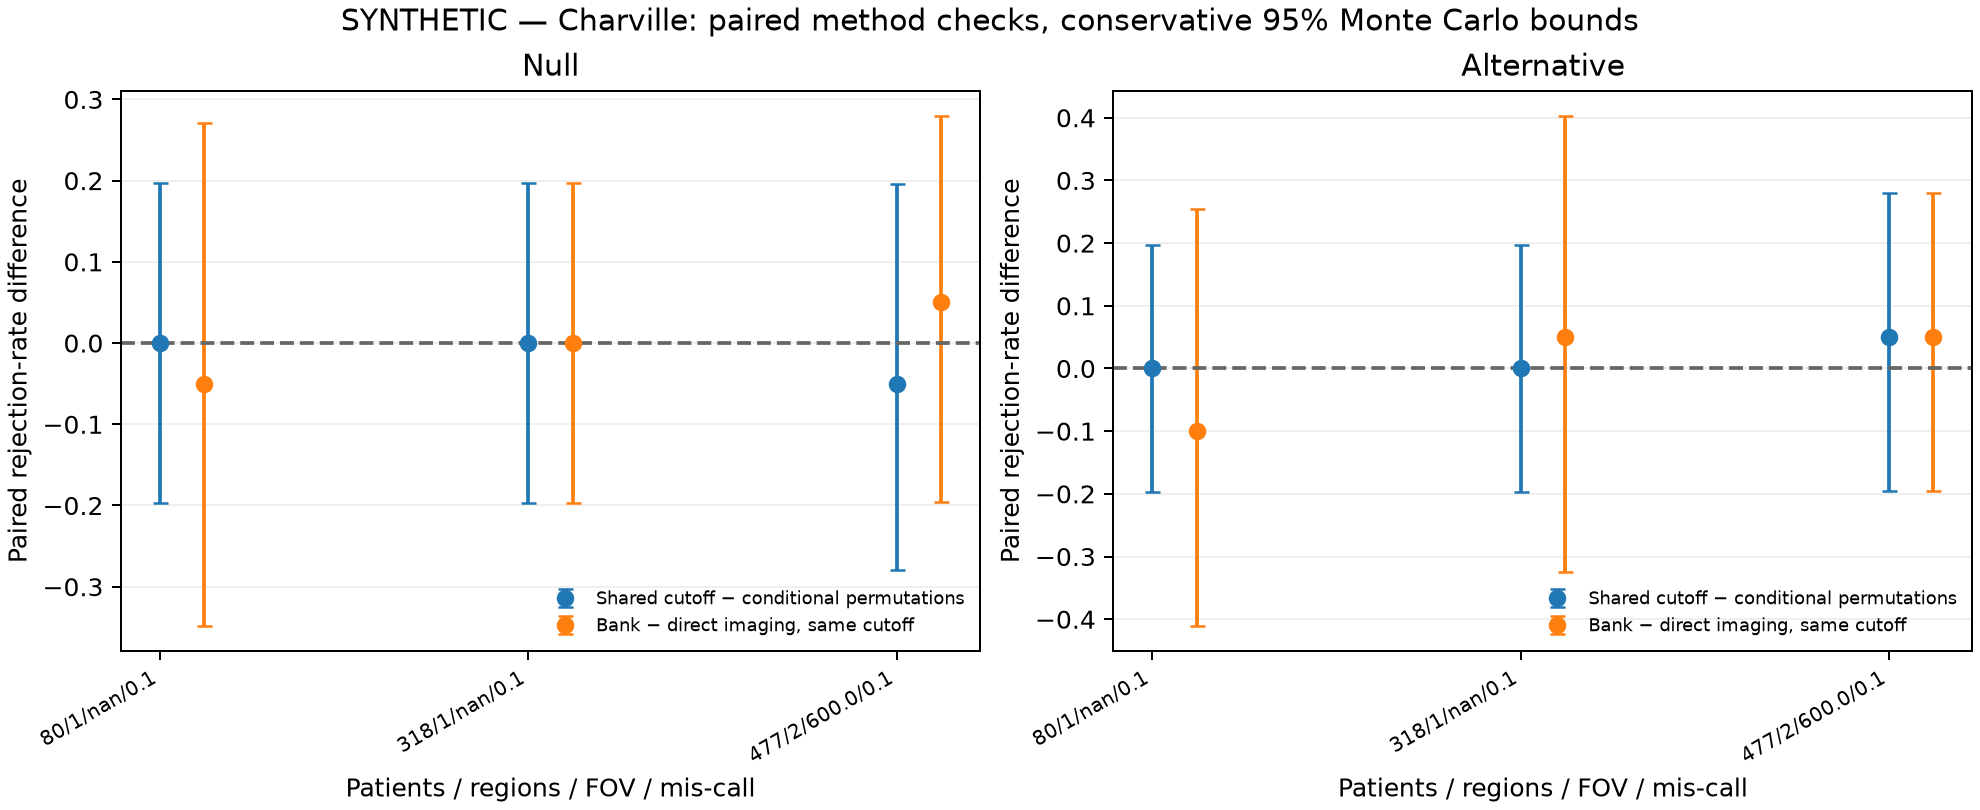 SYNTHETIC — Charville: paired method checks, conservative 95% Monte Carlo bounds
Null
Paired rejection-rate difference
0.3
0.2
0.1
0.0
−0.1
−0.2
−0.3
Shared cutoff − conditional permutations
Bank − direct imaging, same cutoff
80/1/nan/0.1
318/1/nan/0.1
477/2/600.0/0.1
Patients / regions / FOV / mis-call
Alternative
Paired rejection-rate difference
0.4
0.3
0.2
0.1
0.0
−0.1
−0.2
−0.3
−0.4
Shared cutoff − conditional permutations
Bank − direct imaging, same cutoff
80/1/nan/0.1
318/1/nan/0.1
477/2/600.0/0.1
Patients / regions / FOV / mis-call